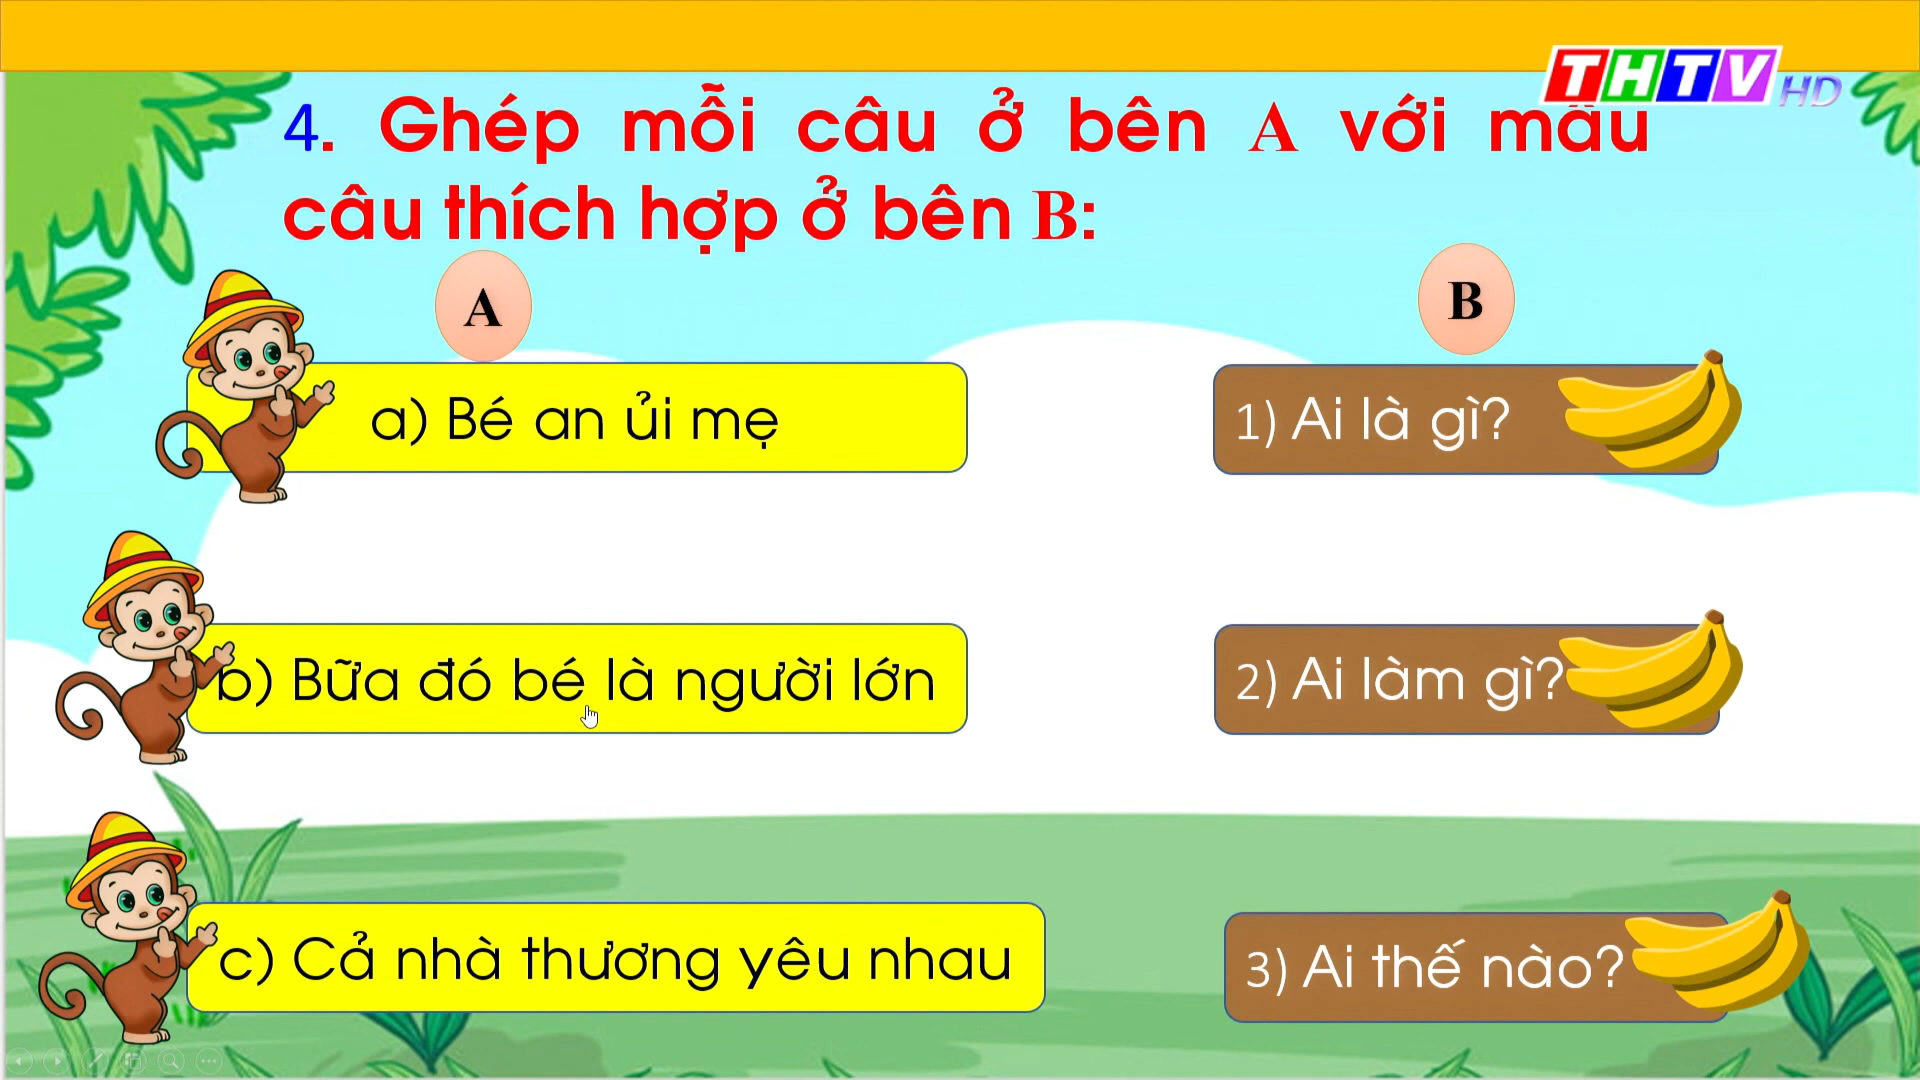 THTV HD
4. Ghép mỗi câu ở bên A với mẫu
câu thích hợp ở bên B:
A
B
a) Bé an ủi mẹ
1) Ai là gì?
b) Bữa đó bé là người lớn
2) Ai làm gì?
c) Cả nhà thương yêu nhau
3) Ai thế nào?